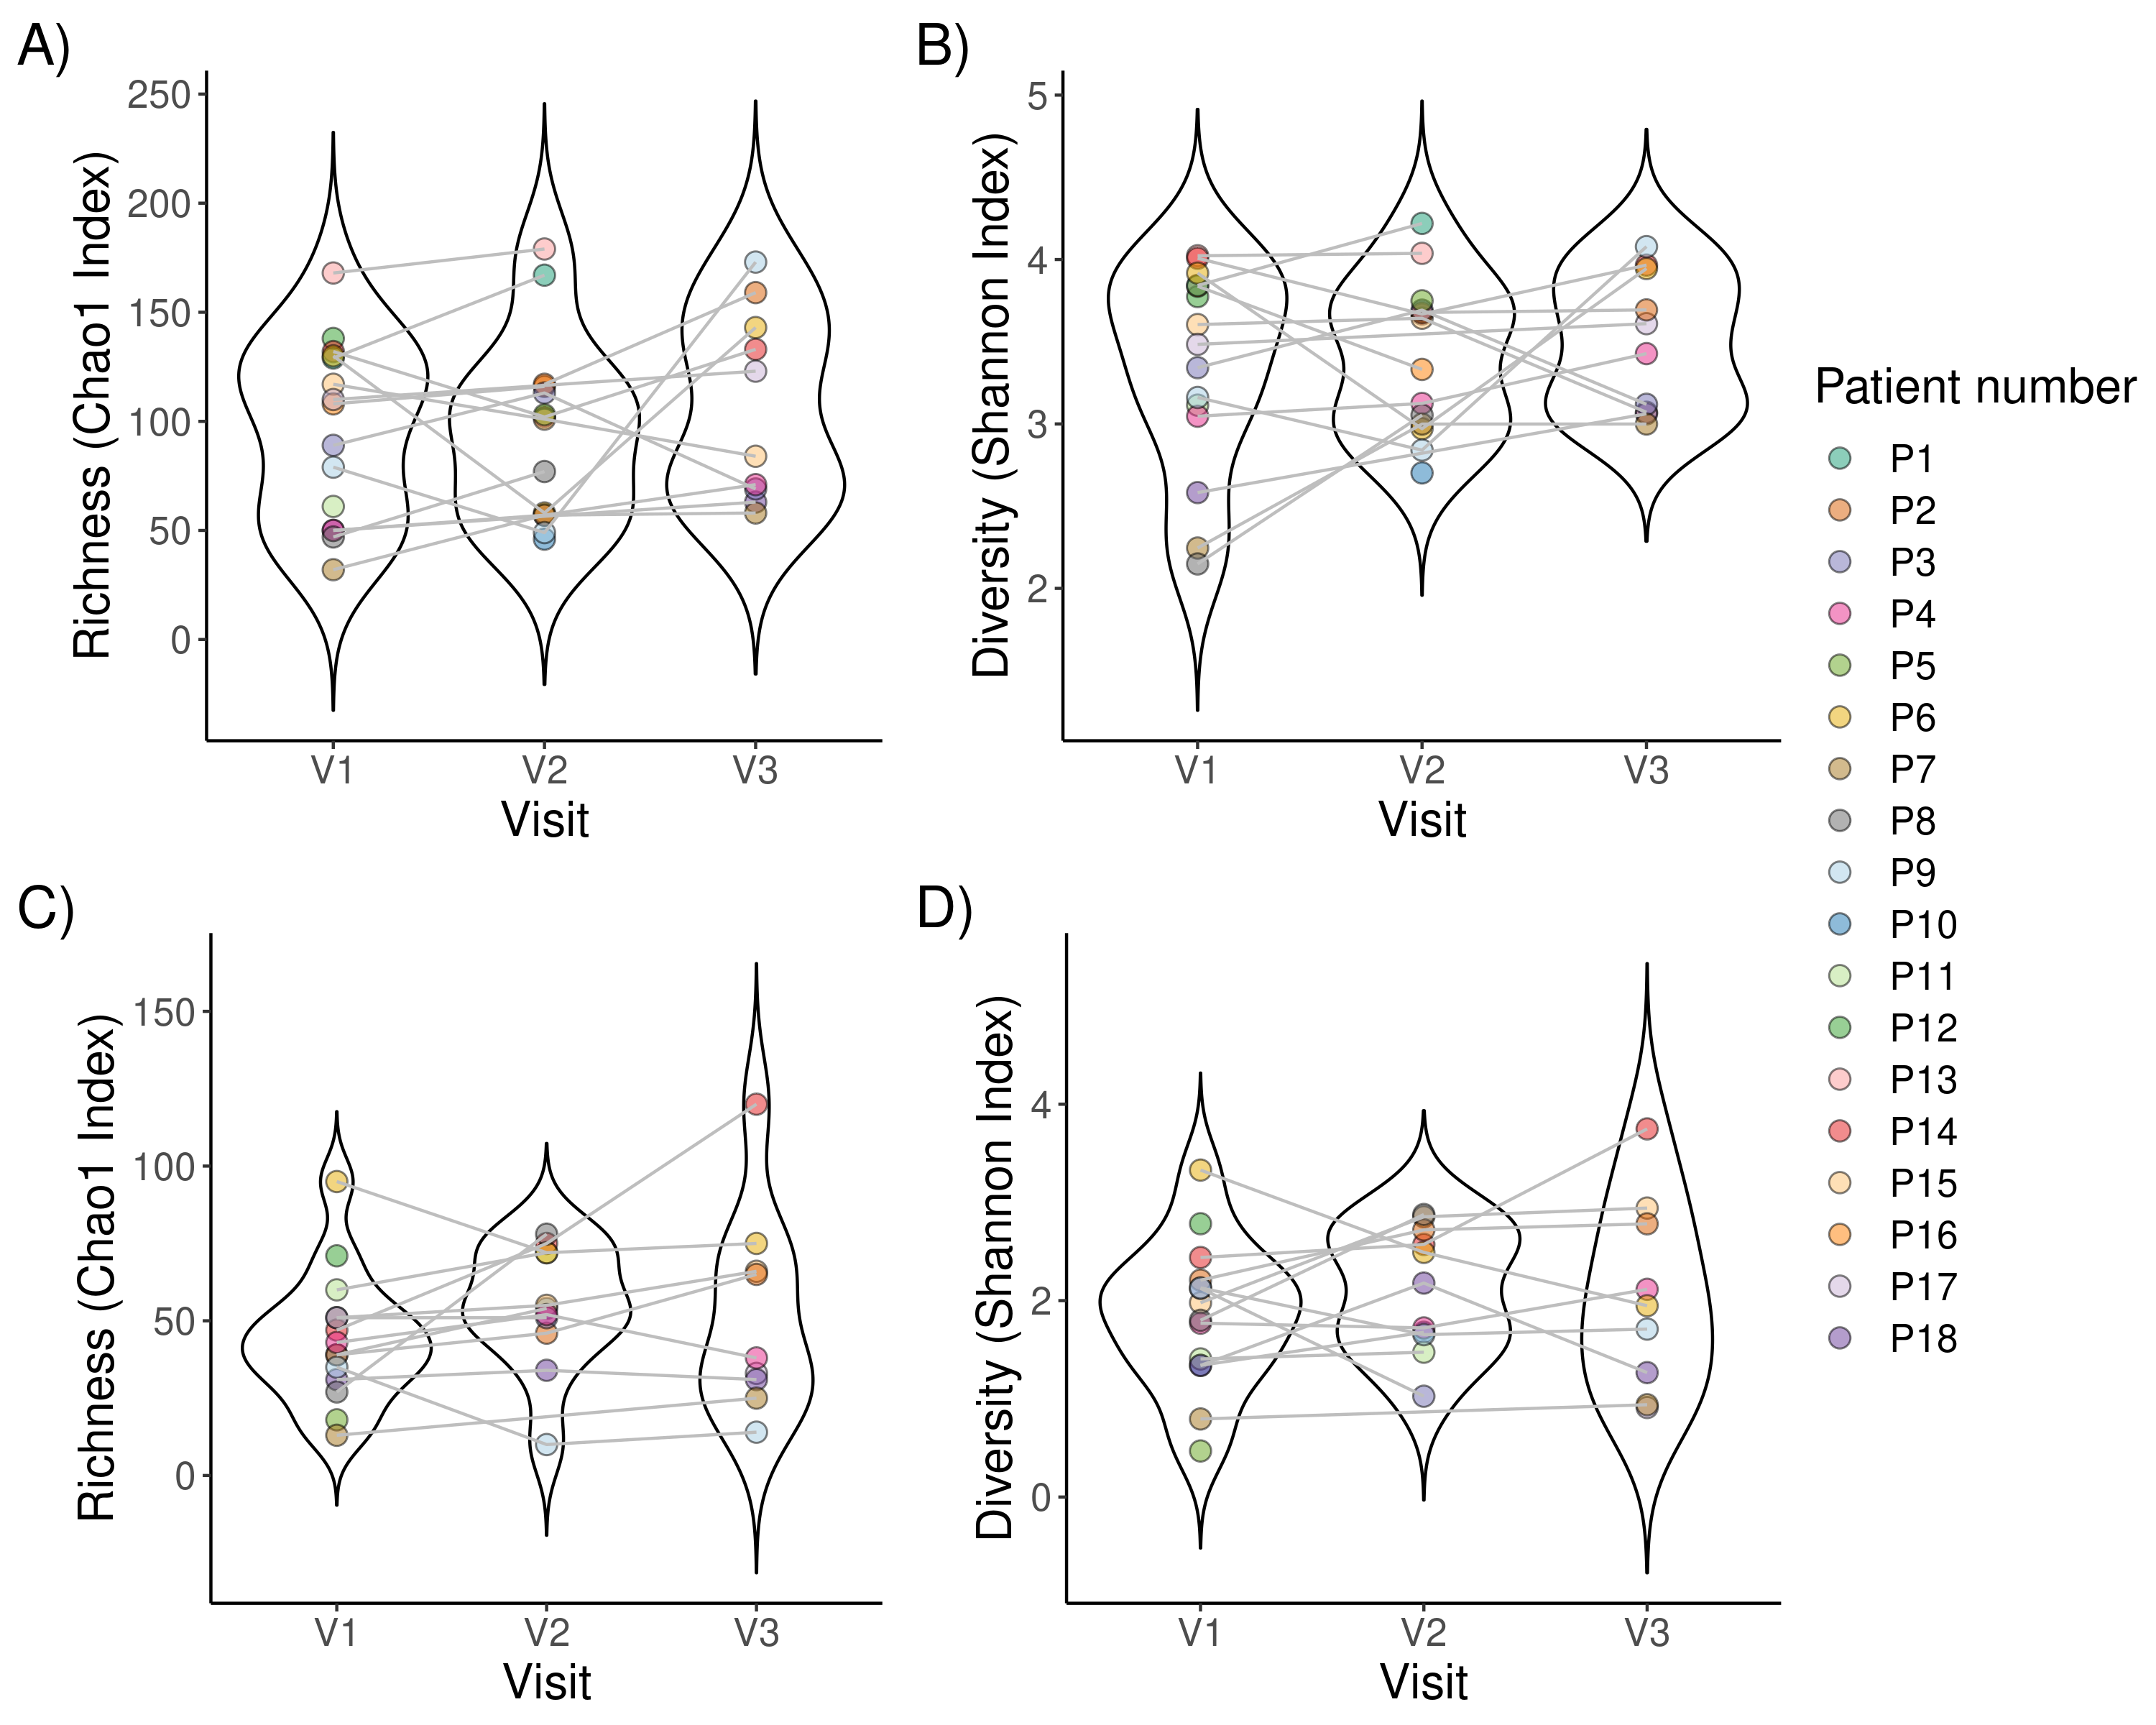 A)
Richness (Chao1 Index)
250
200
150
100
50
0
V1
V2
V3
Visit
B)
Diversity (Shannon Index)
5
4
3
2
V1
V2
V3
Visit
C)
Richness (Chao1 Index)
150
100
50
0
V1
V2
V3
Visit
D)
Diversity (Shannon Index)
4
2
0
V1
V2
V3
Visit
Patient number
P1
P2
P3
P4
P5
P6
P7
P8
P9
P10
P11
P12
P13
P14
P15
P16
P17
P18